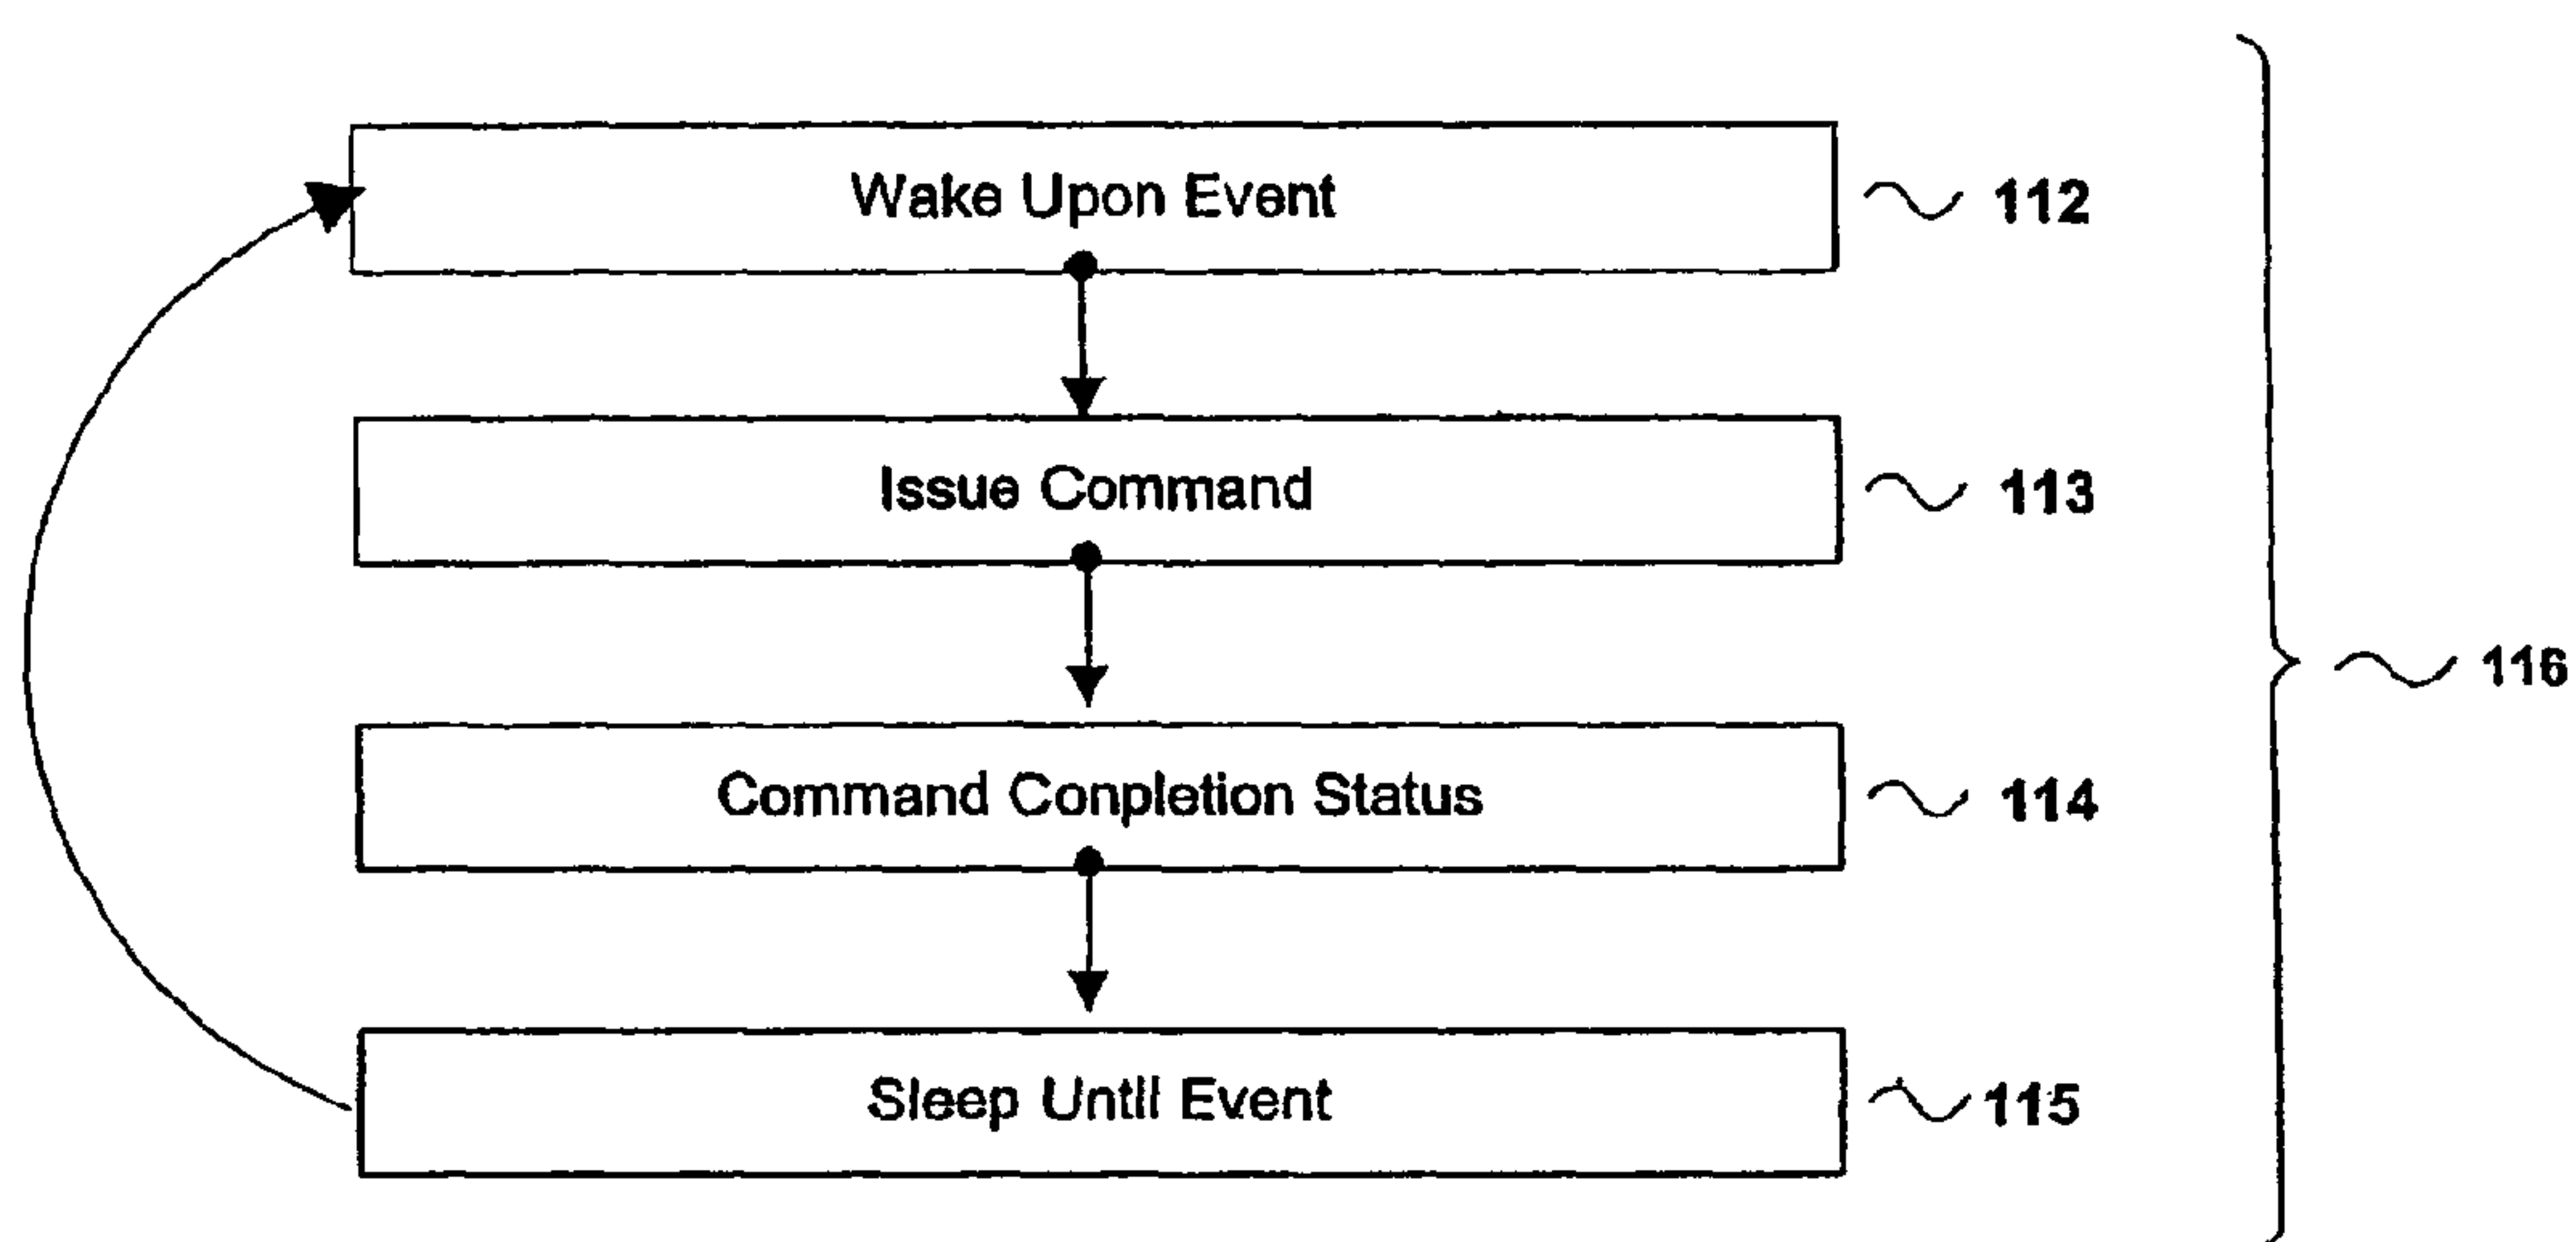 Wake Upon Event 112
Issue Command 113
116
Command Conpletion Status 114
Sleep Until Event 115